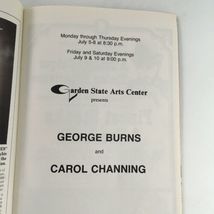 Monday through Thursday Evenings
July 5-8 at 8:30 p.m.
Friday and Saturday Evenings
July 9 & 10 at 9:00 p.m.
Garden State Arts Center
presents
GEORGE BURNS
and
CAROL CHANNING